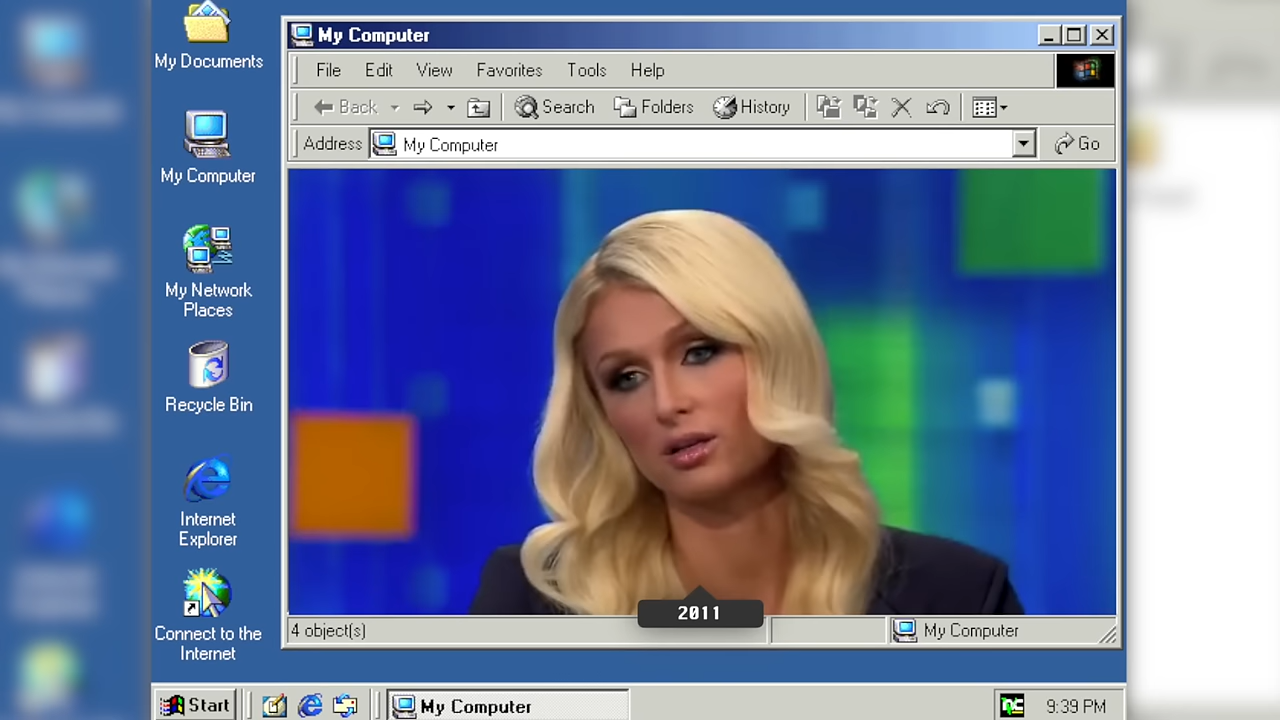 My Documents
My Computer
My Network
Places
Recycle Bin
Internet
Explorer
Connect to the
Internet
My Computer
File Edit View Favorites Tools Help
Back Search Folders History
Address My Computer Go
2011
4 object(s) My Computer
Start My Computer 9:39 PM